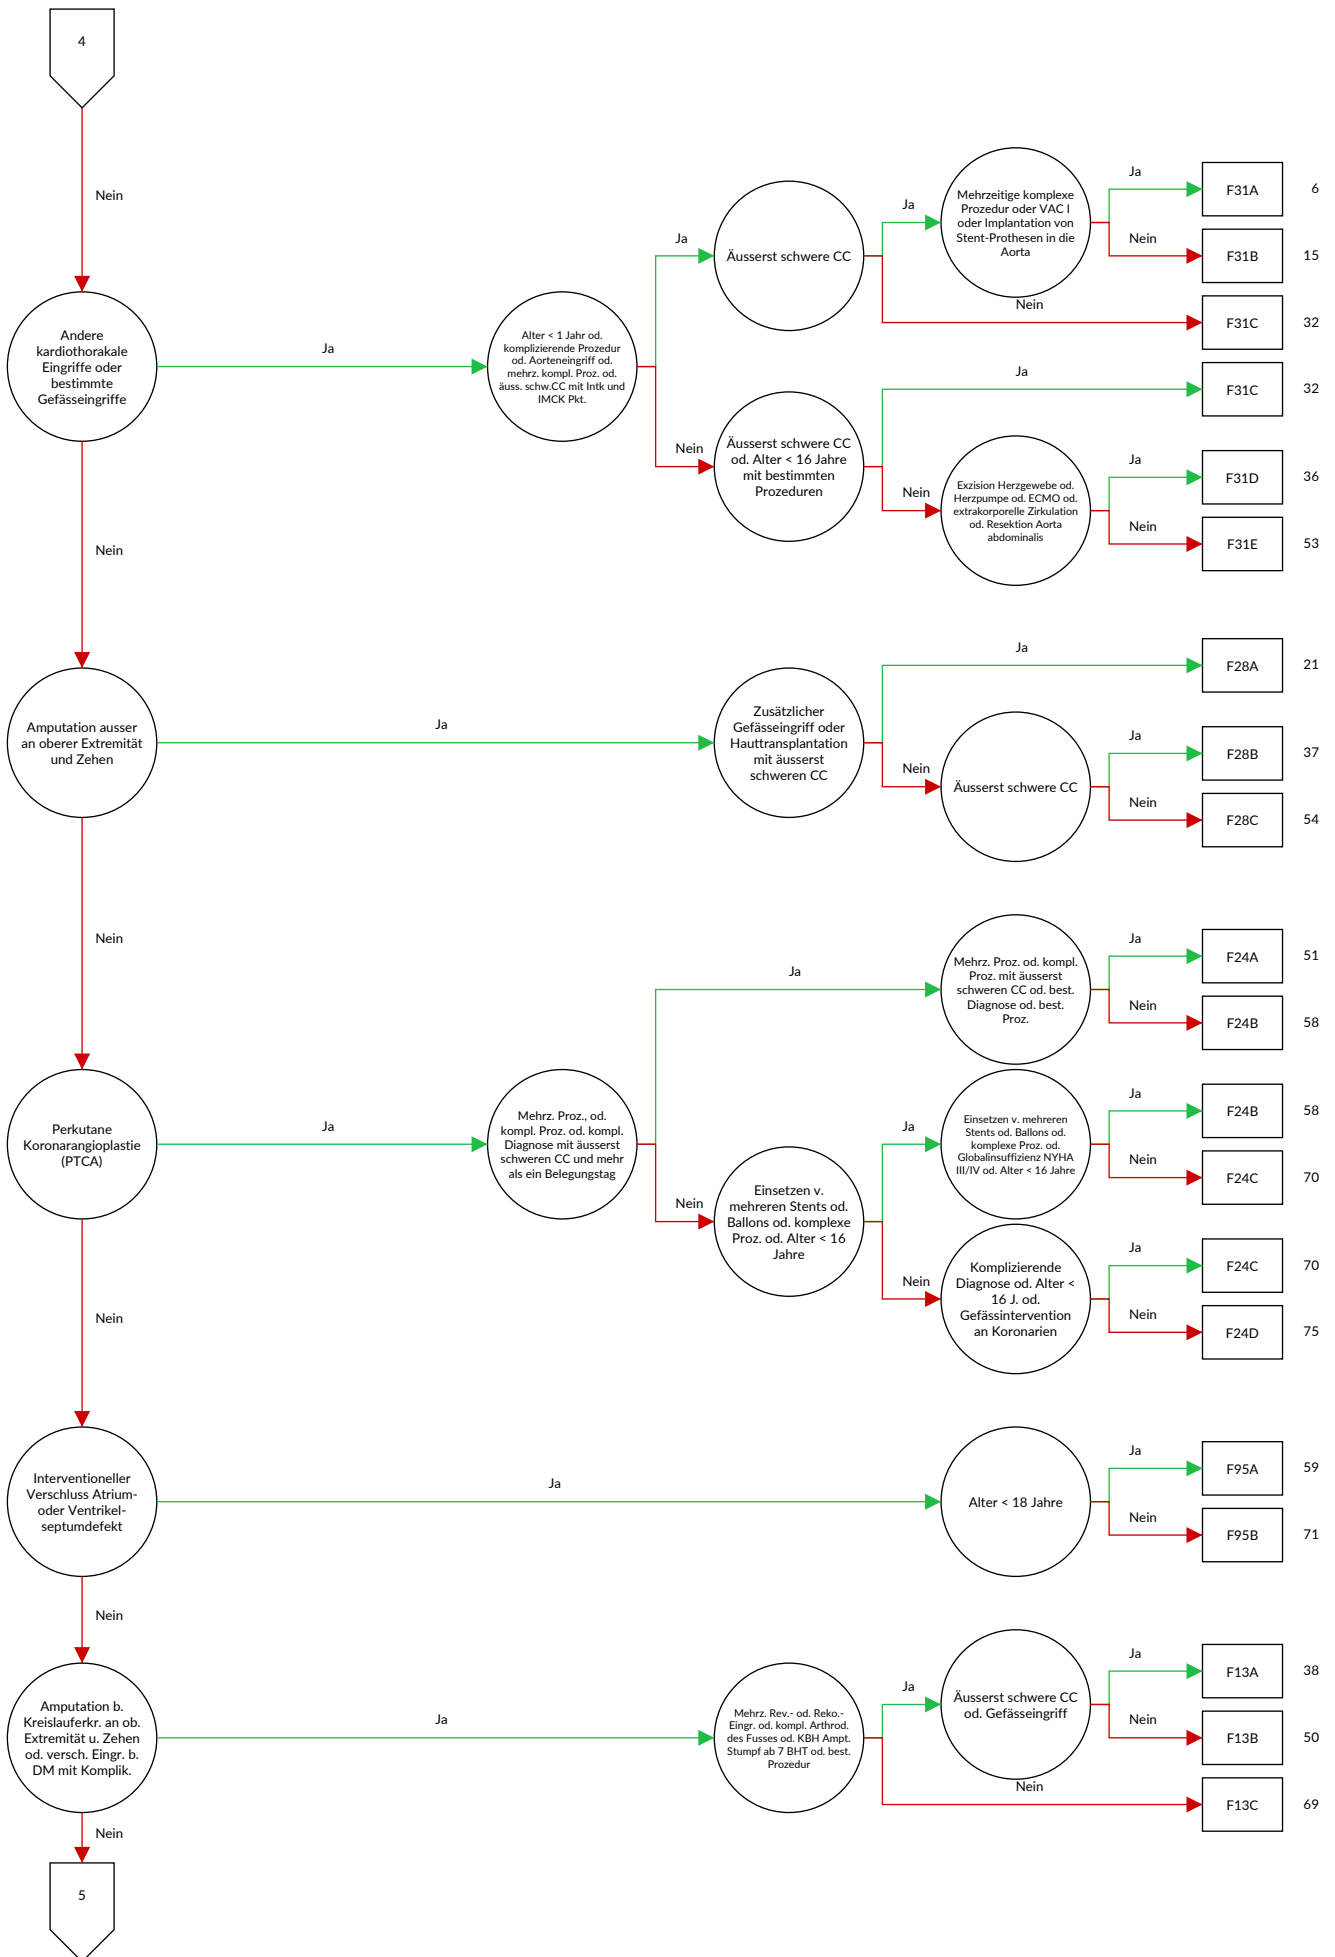 4
Nein
Andere
kardiothorakale
Eingriffe oder
bestimmte
Gefässeingriffe
Ja
Alter < 1 Jahr od.
komplizierende Prozedur
od. Aorteneingriff od.
mehrz. kompl. Proz. od.
äuss. schw.CC mit Intk und
IMCK Pkt.
Ja
Äusserst schwere CC
Ja
Mehrzeitige komplexe
Prozedur oder VAC I
oder Implantation von
Stent-Prothesen in die
Aorta
Ja
F31A 6
Nein
F31B 15
Nein
F31C 32
Nein
Äusserst schwere CC
od. Alter < 16 Jahre
mit bestimmten
Prozeduren
Ja
F31C 32
Nein
Exzision Herzgewebe od.
Herzpumpe od. ECMO od.
extrakorporelle Zirkulation
od. Resektion Aorta
abdominalis
Ja
F31D 36
Nein
F31E 53
Nein
Amputation ausser
an oberer Extremität
und Zehen
Ja
Zusätzlicher
Gefässeingriff oder
Hauttransplantation
mit äusserst
schweren CC
Ja
F28A 21
Nein
Äusserst schwere CC
Ja
F28B 37
Nein
F28C 54
Nein
Perkutane
Koronarangioplastie
(PTCA)
Ja
Mehrz. Proz., od.
kompl. Proz. od. kompl.
Diagnose mit äusserst
schweren CC und mehr
als ein Belegungstag
Ja
Mehrz. Proz. od. kompl.
Proz. mit äusserst
schweren CC od. best.
Diagnose od. best.
Proz.
Ja
F24A 51
Nein
F24B 58
Nein
Einsetzen v.
mehreren Stents od.
Ballons od. komplexe
Proz. od. Alter < 16
Jahre
Ja
Einsetzen v. mehreren
Stents od. Ballons od.
komplexe Proz. od.
Globalinsuffizienz NYHA
III/IV od. Alter < 16 Jahre
Ja
F24B 58
Nein
F24C 70
Nein
Komplizierende
Diagnose od. Alter <
16 J. od.
Gefässintervention
an Koronarien
Ja
F24C 70
Nein
F24D 75
Nein
Interventioneller
Verschluss Atrium-
oder Ventrikel-
septumdefekt
Ja
Alter < 18 Jahre
Ja
F95A 59
Nein
F95B 71
Nein
Amputation b.
Kreislauferkr. an ob.
Extremität u. Zehen
od. versch. Eingr. b.
DM mit Komplik.
Ja
Mehrz. Rev.- od. Reko.-
Eingr. od. kompl. Arthrod.
des Fusses od. KBH Ampt.
Stumpf ab 7 BHT od. best.
Prozedur
Ja
Äusserst schwere CC
od. Gefässeingriff
Ja
F13A 38
Nein
F13B 50
Nein
F13C 69
Nein
5